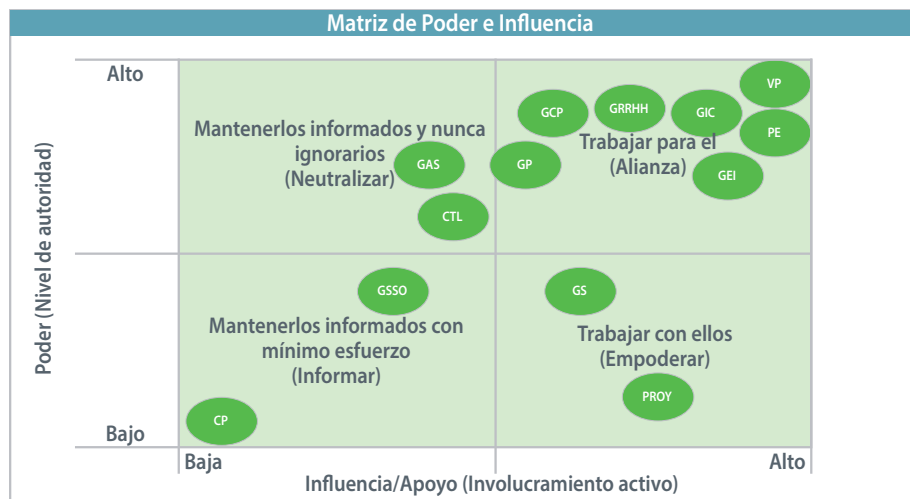 Matriz de Poder e Influencia
Alto
Poder (Nivel de autoridad)
Bajo
Mantenerlos informados y nunca
ignorarios
(Neutralizar)
GAS
CTL
GCP
GRRHH
GIC
VP
PE
GP
GEI
Trabajar para el
(Alianza)
GSSO
Mantenerlos informados con
mínimo esfuerzo
(Informar)
CP
GS
Trabajar con ellos
(Empoderar)
PROY
Baja
Alto
Influencia/Apoyo (Involucramiento activo)